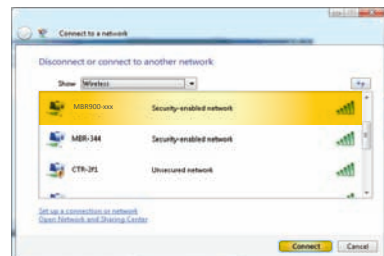 Connect to a network
Disconnect or connect to another network
Show Wireless
MBR900-xxx Security-enabled network
MBR-344 Security-enabled network
CTR-2f1 Unsecured network
Set up a connection or network
Open Network and Sharing Center
Connect Cancel